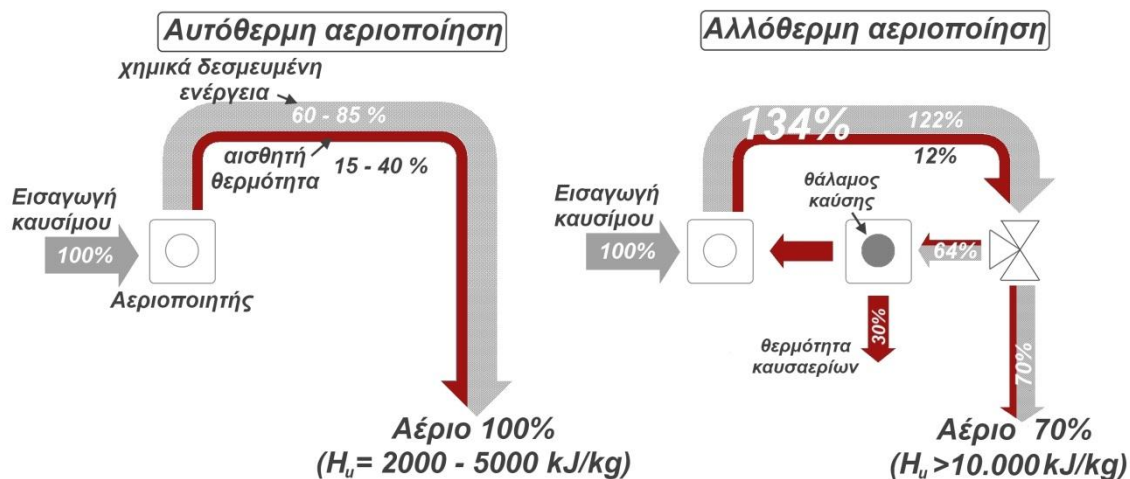 Αυτόθερμη αεριοποίηση
χημικά δεσμευμένη
ενέργεια
60 - 85 %
αισθητή
θερμότητα
15 - 40 %
Εισαγωγή
καυσίμου
100%
Αεριοποιητής
Αέριο 100%
(Hu= 2000 - 5000 kJ/kg)
Αλλόθερμη αεριοποίηση
134%
122%
12%
Εισαγωγή
καυσίμου
100%
θάλαμος
καύσης
64%
30%
θερμότητα
καυσαερίων
70%
Αέριο 70%
(Hu >10.000 kJ/kg)